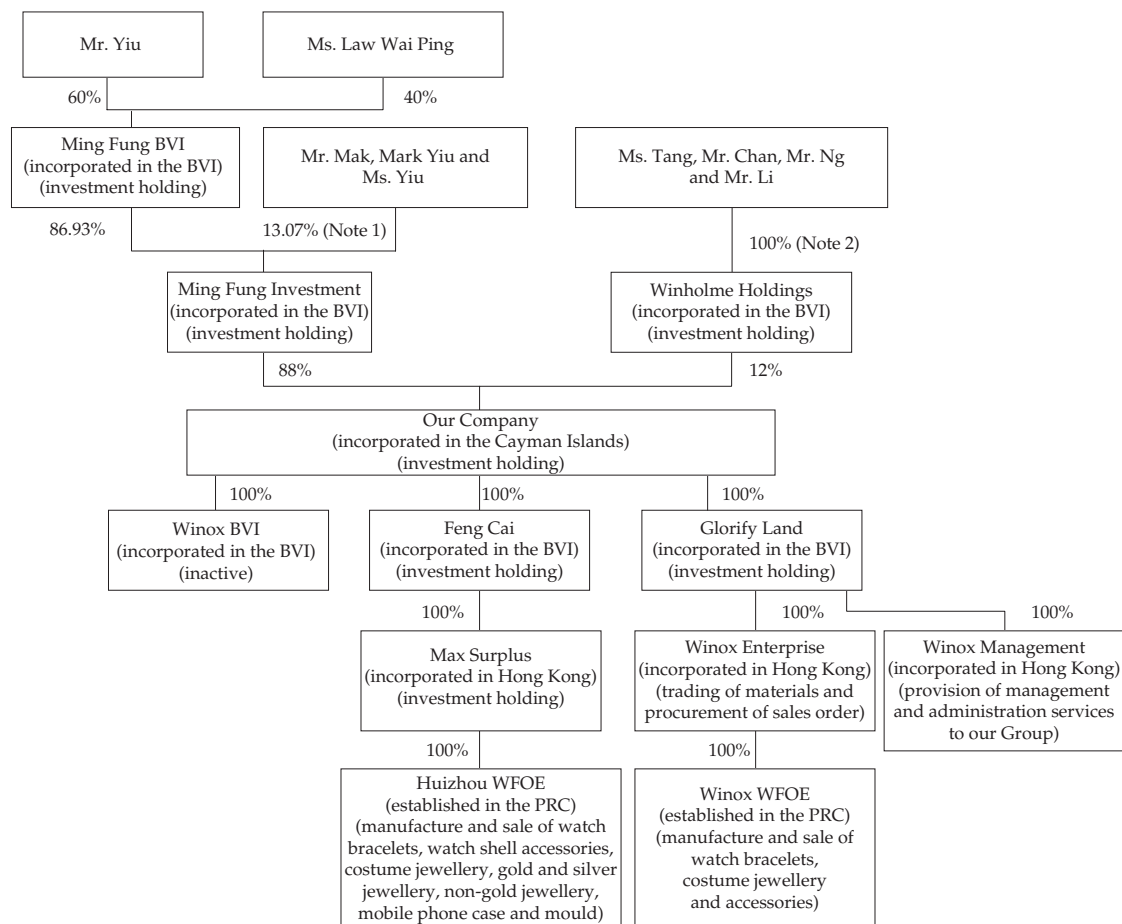 Mr. Yiu
Ms. Law Wai Ping
60%
40%
Ming Fung BVI
(incorporated in the BVI)
(investment holding)
Mr. Mak, Mark Yiu and
Ms. Yiu
Ms. Tang, Mr. Chan, Mr. Ng
and Mr. Li
86.93%
13.07% (Note 1)
100% (Note 2)
Ming Fung Investment
(incorporated in the BVI)
(investment holding)
Winholme Holdings
(incorporated in the BVI)
(investment holding)
88%
12%
Our Company
(incorporated in the Cayman Islands)
(investment holding)
100%
100%
100%
Winox BVI
(incorporated in the BVI)
(inactive)
Feng Cai
(incorporated in the BVI)
(investment holding)
Glorify Land
(incorporated in the BVI)
(investment holding)
100%
100%
100%
Max Surplus
(incorporated in Hong Kong)
(investment holding)
Winox Enterprise
(incorporated in Hong Kong)
(trading of materials and
procurement of sales order)
Winox Management
(incorporated in Hong Kong)
(provision of management
and administration services
to our Group)
100%
100%
Huizhou WFOE
(established in the PRC)
(manufacture and sale of watch
bracelets, watch shell accessories,
costume jewellery, gold and silver
jewellery, non-gold jewellery,
mobile phone case and mould)
Winox WFOE
(established in the PRC)
(manufacture and sale of
watch bracelets,
costume jewellery
and accessories)